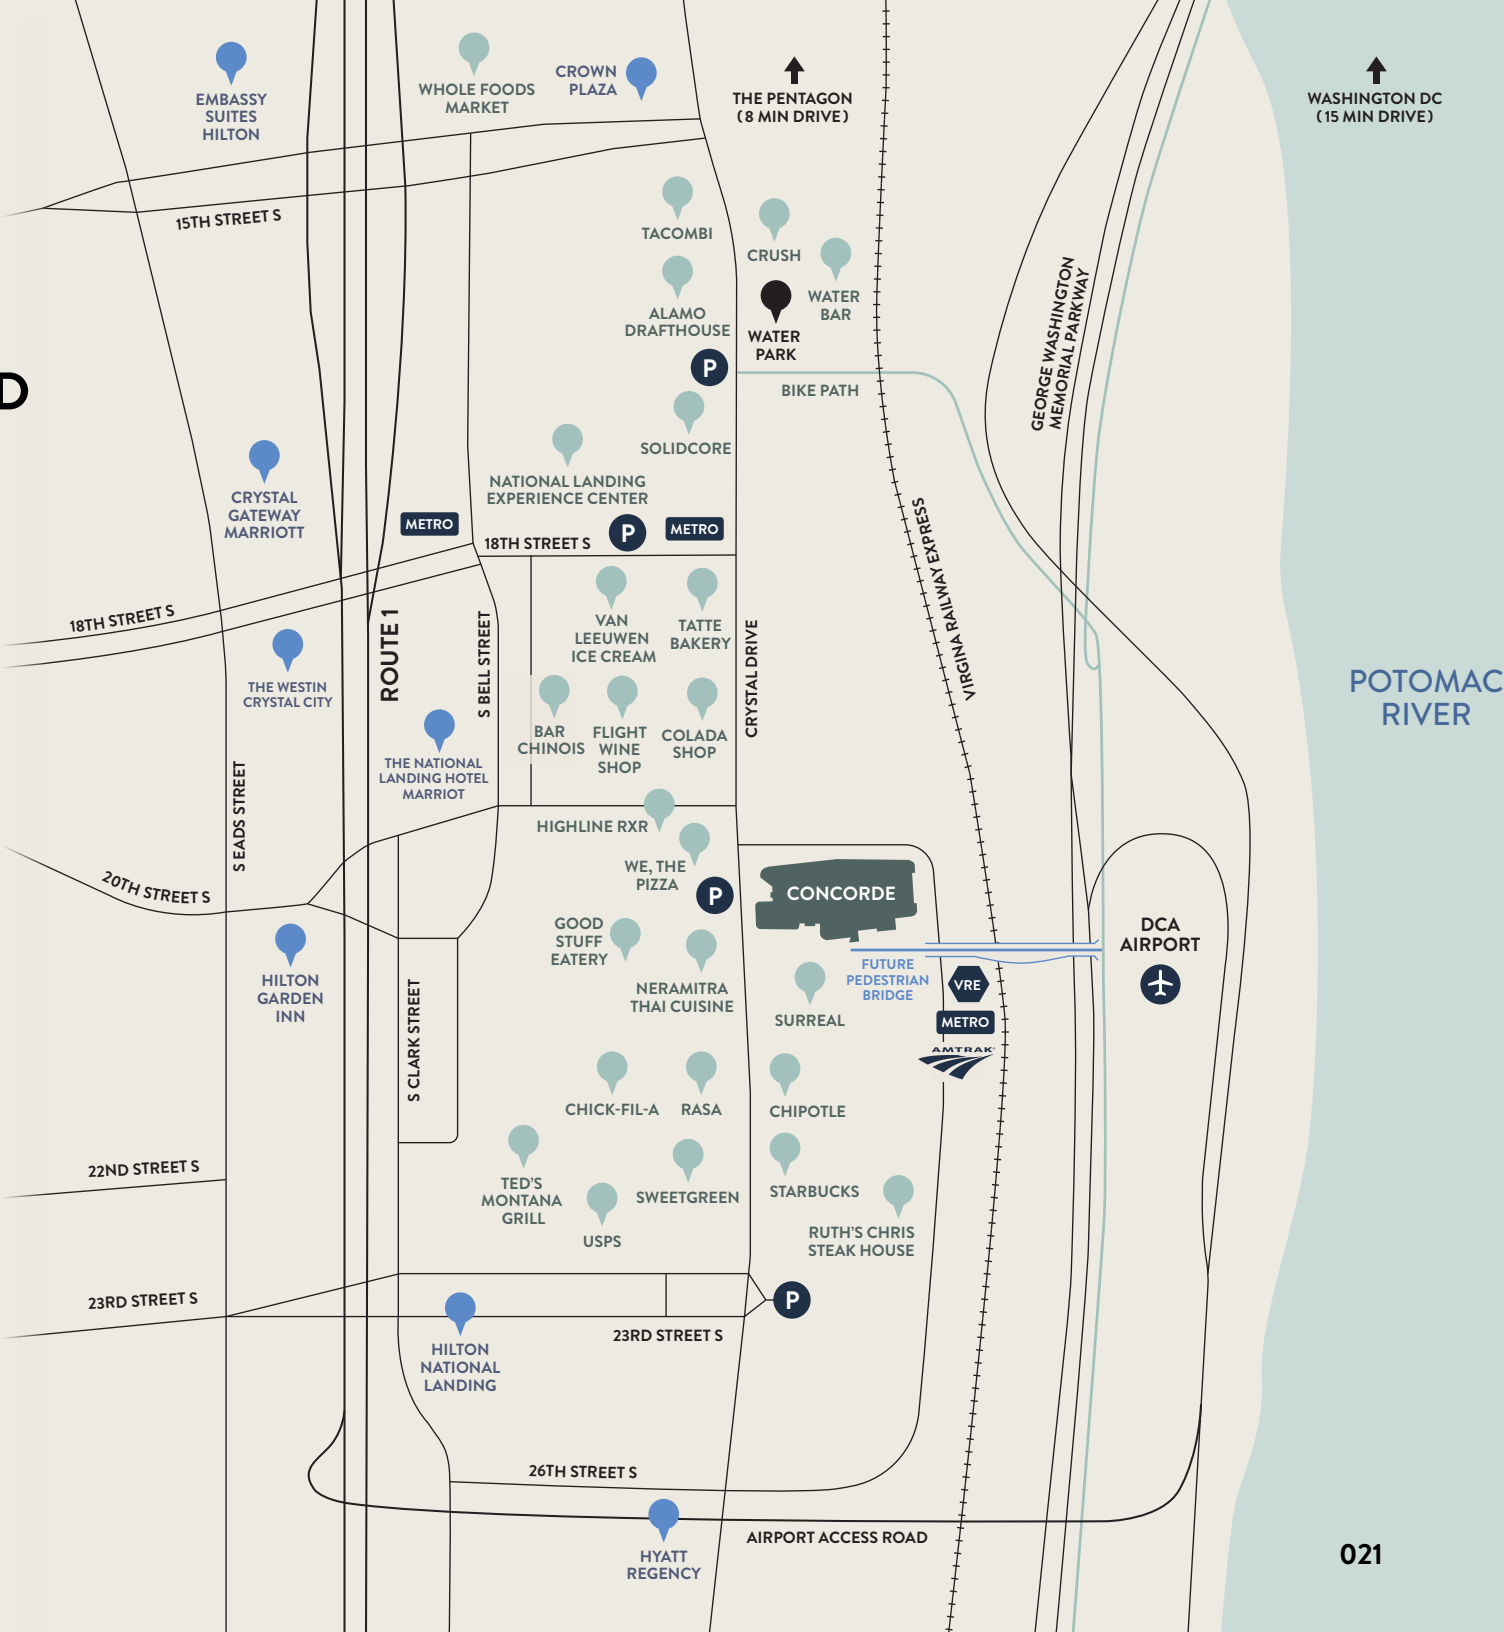 EMBASSY
SUITES
HILTON
WHOLE FOODS
MARKET
CROWN
PLAZA
THE PENTAGON
(8 MIN DRIVE)
WASHINGTON DC
(15 MIN DRIVE)
15TH STREET S
TACOMBI
CRUSH
ALAMO
DRAFTHOUSE
WATER
BAR
WATER
PARK
GEORGE WASHINGTON
MEMORIAL PARKWAY
P
D
BIKE PATH
SOLIDCORE
CRYSTAL
GATEWAY
MARRIOTT
NATIONAL LANDING
EXPERIENCE CENTER
METRO
P
METRO
18TH STREET S
VIRGINA RAILWAY EXPRESS
18TH STREET S
ROUTE 1
S BELL STREET
VAN
LEEUWEN
ICE CREAM
TATTE
BAKERY
CRYSTAL DRIVE
THE WESTIN
CRYSTAL CITY
POTOMAC
RIVER
THE NATIONAL
LANDING HOTEL
MARRIOT
BAR
CHINOIS
FLIGHT
WINE
SHOP
COLADA
SHOP
S EADS STREET
HIGHLINE RXR
WE, THE
PIZZA
P
CONCORDE
20TH STREET S
GOOD
STUFF
EATERY
DCA
AIRPORT
HILTON
GARDEN
INN
NERAMITRA
THAI CUISINE
FUTURE
PEDESTRIAN
BRIDGE
VRE
SURREAL
METRO
AMTRAK
S CLARK STREET
CHICK-FIL-A
RASA
CHIPOTLE
22ND STREET S
TED'S
MONTANA
GRILL
SWEETGREEN
STARBUCKS
USPS
RUTH'S CHRIS
STEAK HOUSE
23RD STREET S
P
23RD STREET S
HILTON
NATIONAL
LANDING
26TH STREET S
AIRPORT ACCESS ROAD
HYATT
REGENCY
021